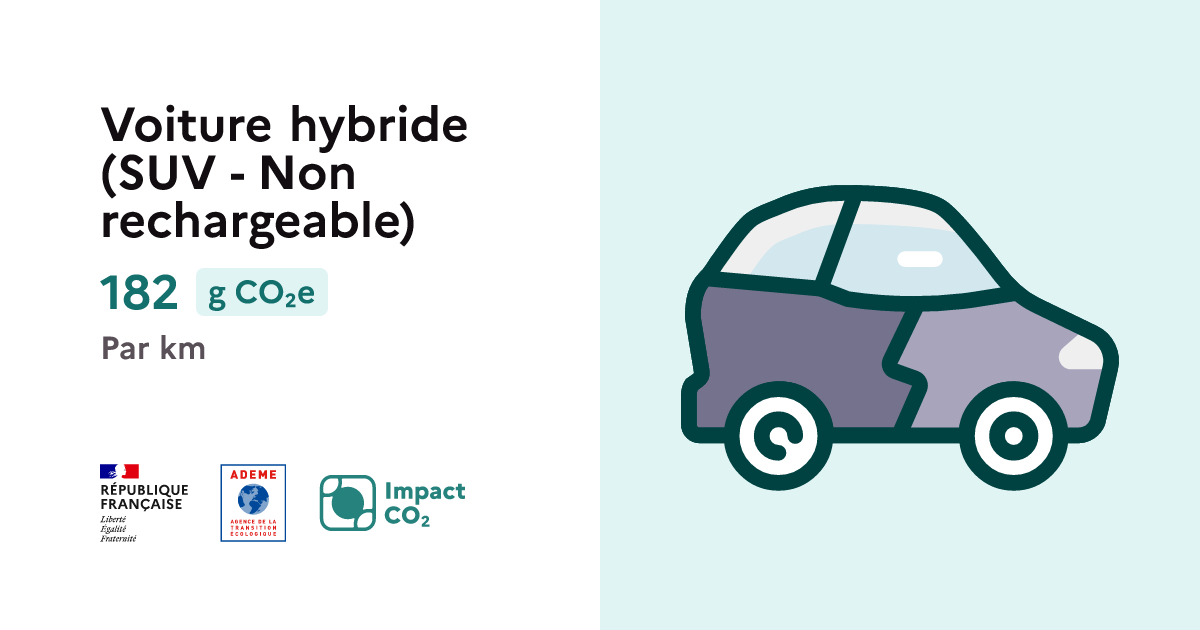 Voiture hybride
(SUV - Non
rechargeable)
182 g CO₂e
Par km
RÉPUBLIQUE
FRANÇAISE
Liberté
Égalité
Fraternité
ADEME
AGENCE DE LA
TRANSITION
ÉCOLOGIQUE
Impact
CO₂